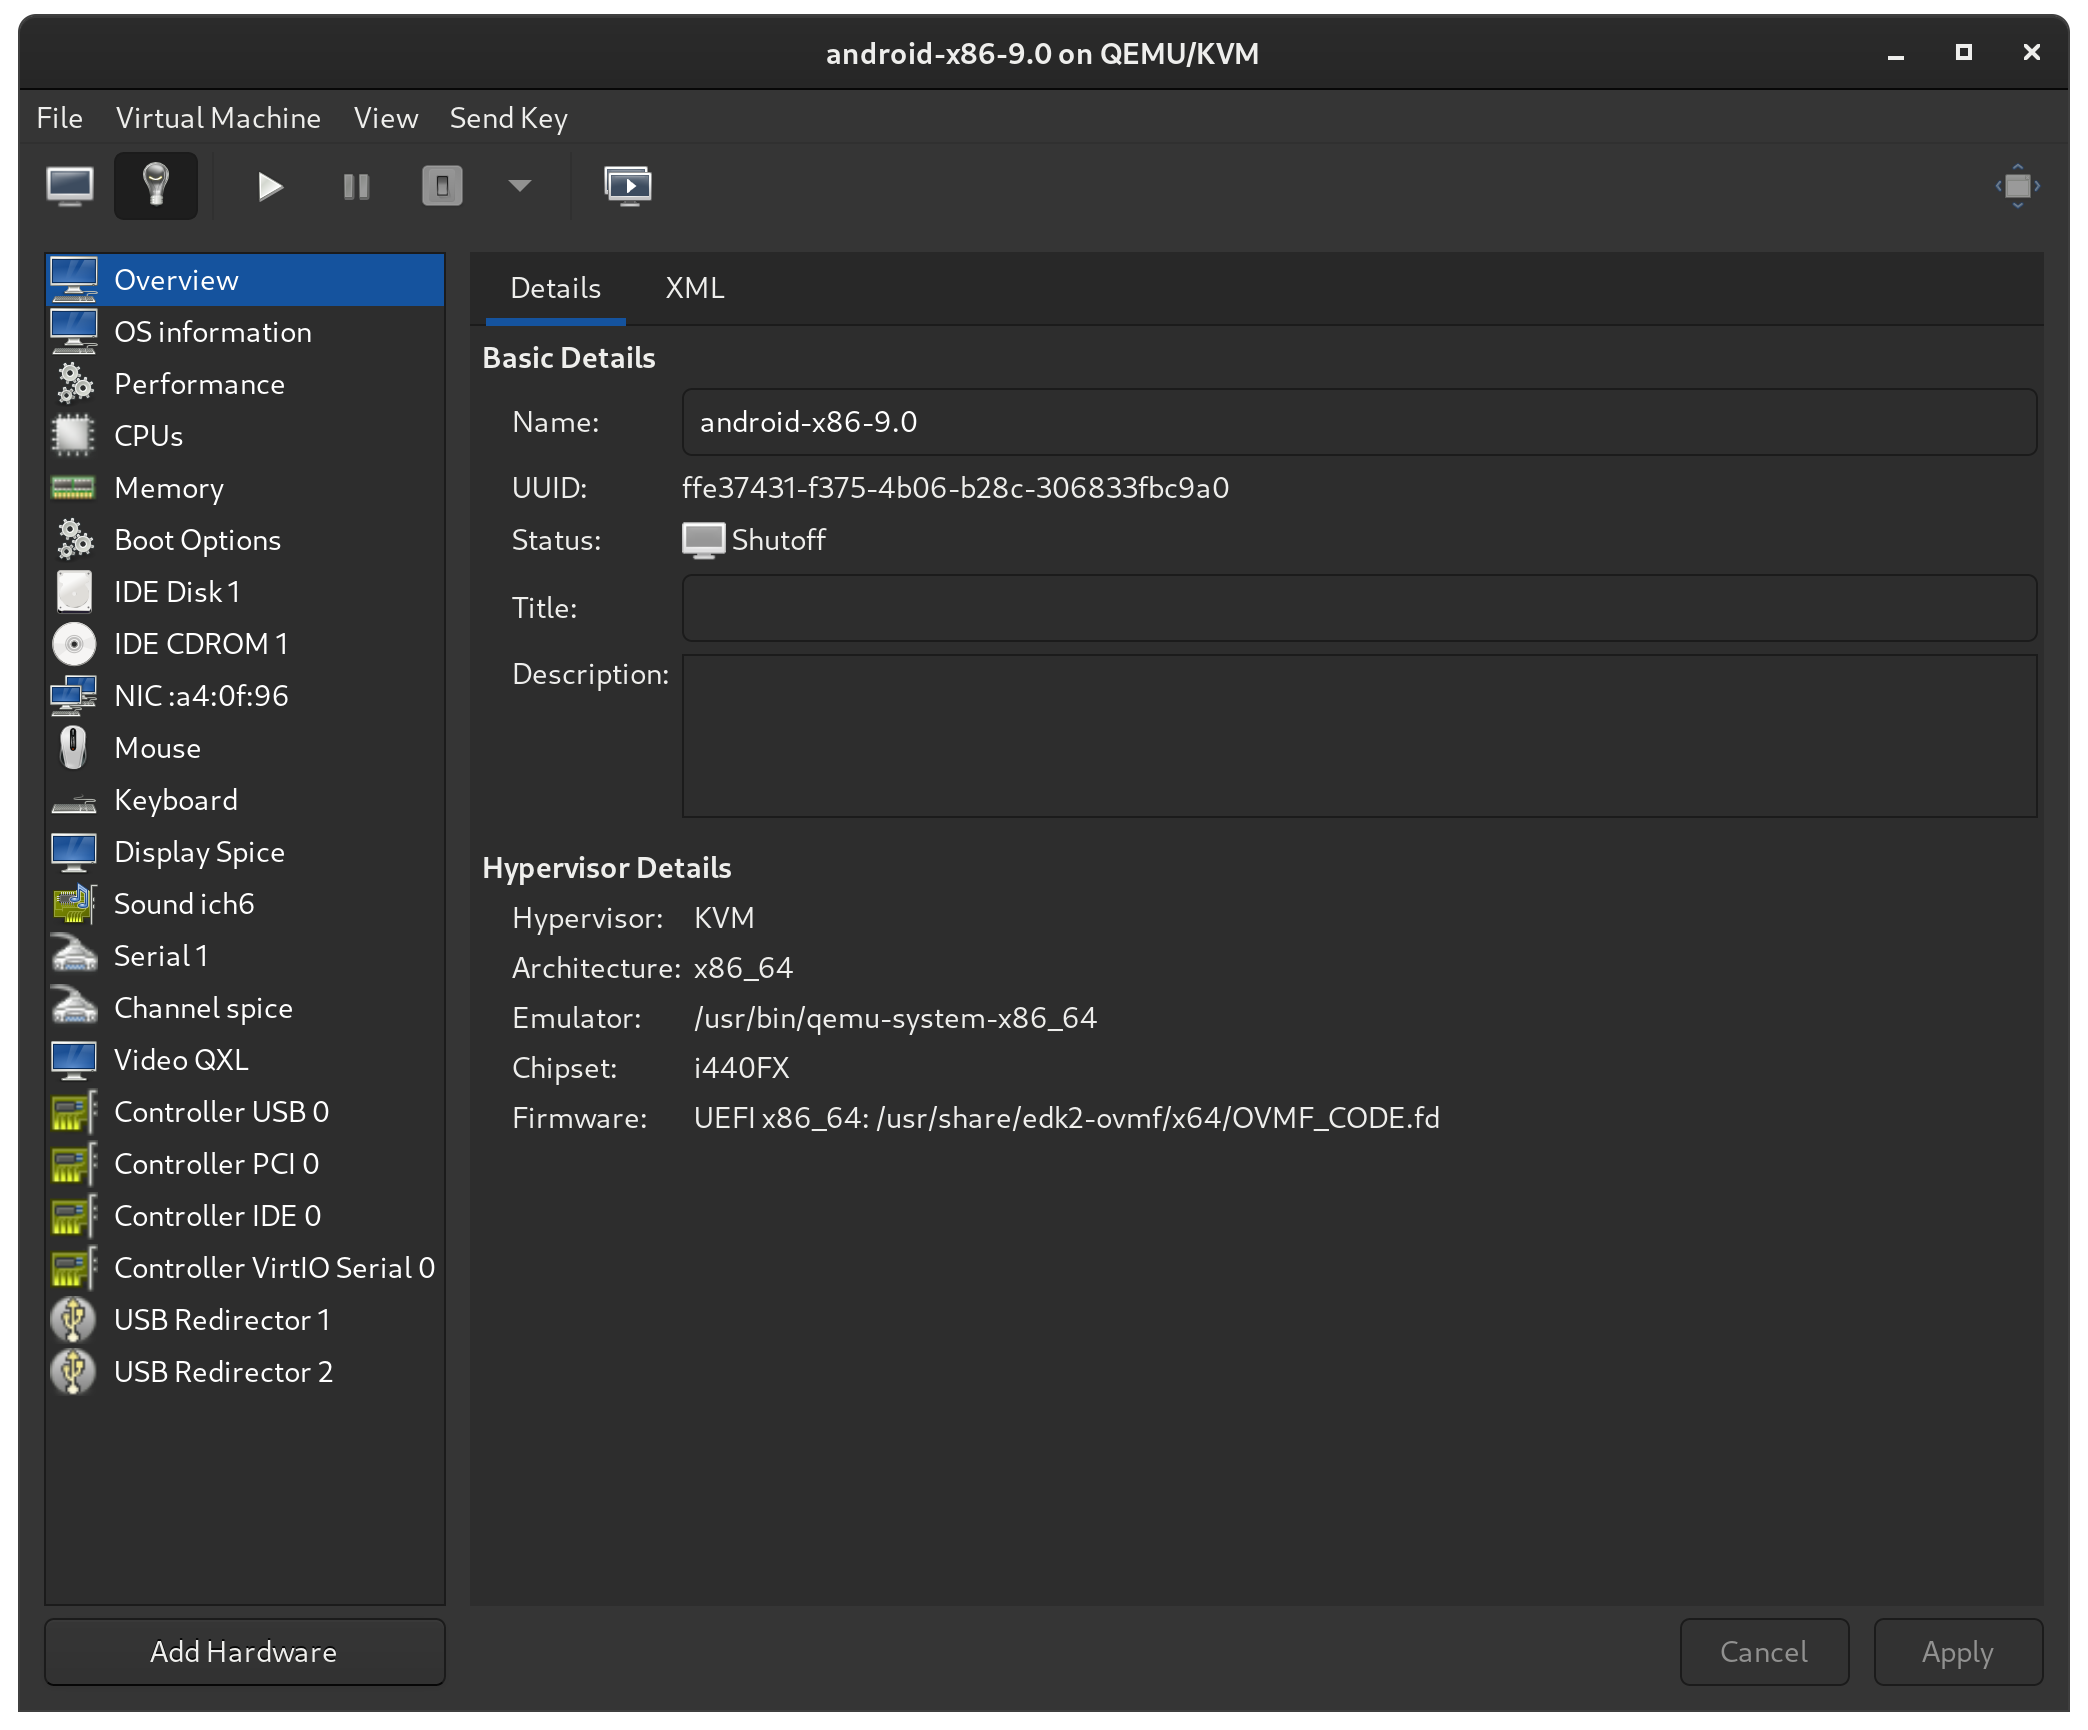 android-x86-9.0 on QEMU/KVM
File Virtual Machine View Send Key
Overview
OS information
Performance
CPUs
Memory
Boot Options
IDE Disk 1
IDE CDROM 1
NIC :a4:0f:96
Mouse
Keyboard
Display Spice
Sound ich6
Serial 1
Channel spice
Video QXL
Controller USB 0
Controller PCI 0
Controller IDE 0
Controller VirtIO Serial 0
USB Redirector 1
USB Redirector 2
Add Hardware
Details XML
Basic Details
Name: android-x86-9.0
UUID: ffe37431-f375-4b06-b28c-306833fbc9a0
Status: Shutoff
Title:
Description:
Hypervisor Details
Hypervisor: KVM
Architecture: x86_64
Emulator: /usr/bin/qemu-system-x86_64
Chipset: i440FX
Firmware: UEFI x86_64: /usr/share/edk2-ovmf/x64/OVMF_CODE.fd
Cancel Apply